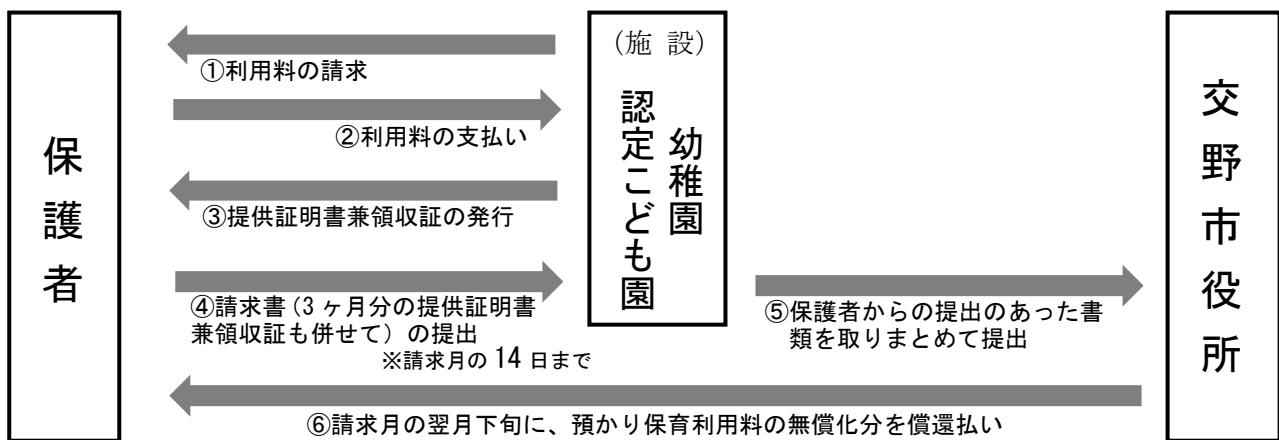 保護者
①利用料の請求
②利用料の支払い
③提供証明書兼領収証の発行
④請求書(3ヶ月分の提供証明書
兼領収証も併せて)の提出
※請求月の14日まで
(施 設)
幼稚園
認定こども園
⑤保護者からの提出のあった書
類を取りまとめて提出
⑥請求月の翌月下旬に、預かり保育利用料の無償化分を償還払い
交野市役所